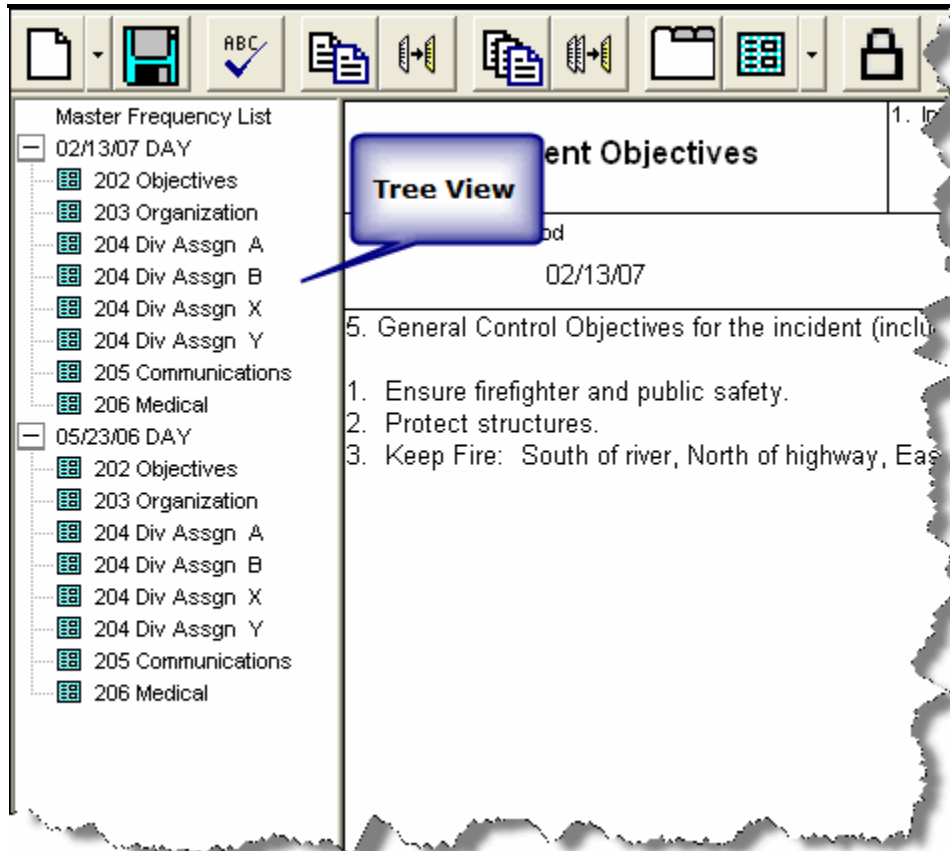 ABC
Master Frequency List
02/13/07 DAY
202 Objectives
203 Organization
204 Div Assgn A
204 Div Assgn B
204 Div Assgn X
204 Div Assgn Y
205 Communications
206 Medical
05/23/06 DAY
202 Objectives
203 Organization
204 Div Assgn A
204 Div Assgn B
204 Div Assgn X
204 Div Assgn Y
205 Communications
206 Medical
Tree View
ent Objectives
1.
od
02/13/07
5. General Control Objectives for the incident (inclu
1. Ensure firefighter and public safety.
2. Protect structures.
3. Keep Fire: South of river, North of highway, Eas